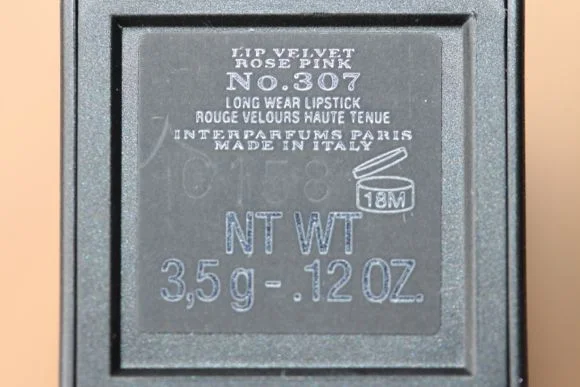 LIP VELVET
ROSE PINK
No.307
LONG WEAR LIPSTICK
ROUGE VELOURS HAUTE TENUE
INTERPARFUMS PARIS
MADE IN ITALY
18M
NT WT
3,5 g - .12 OZ.